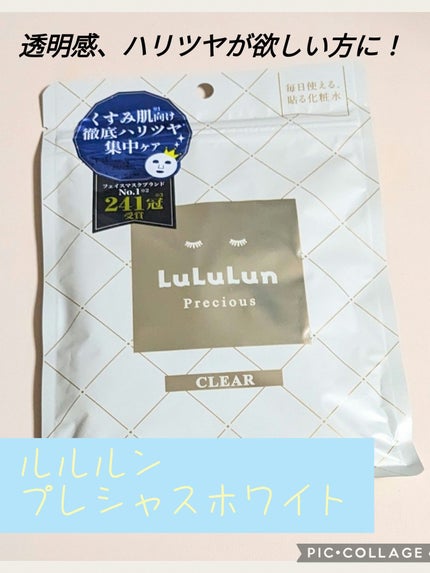 透明感、ハリツヤが欲しい方に！
毎日使える、
貼る化粧水
くすみ肌向け
徹底ハリツヤ
集中ケア
フェイスマスクブランド
No.1
241冠
受賞
LuLuLun
Precious
CLEAR
ルルルン
プレシャスホワイト
PIC•COLLAGE